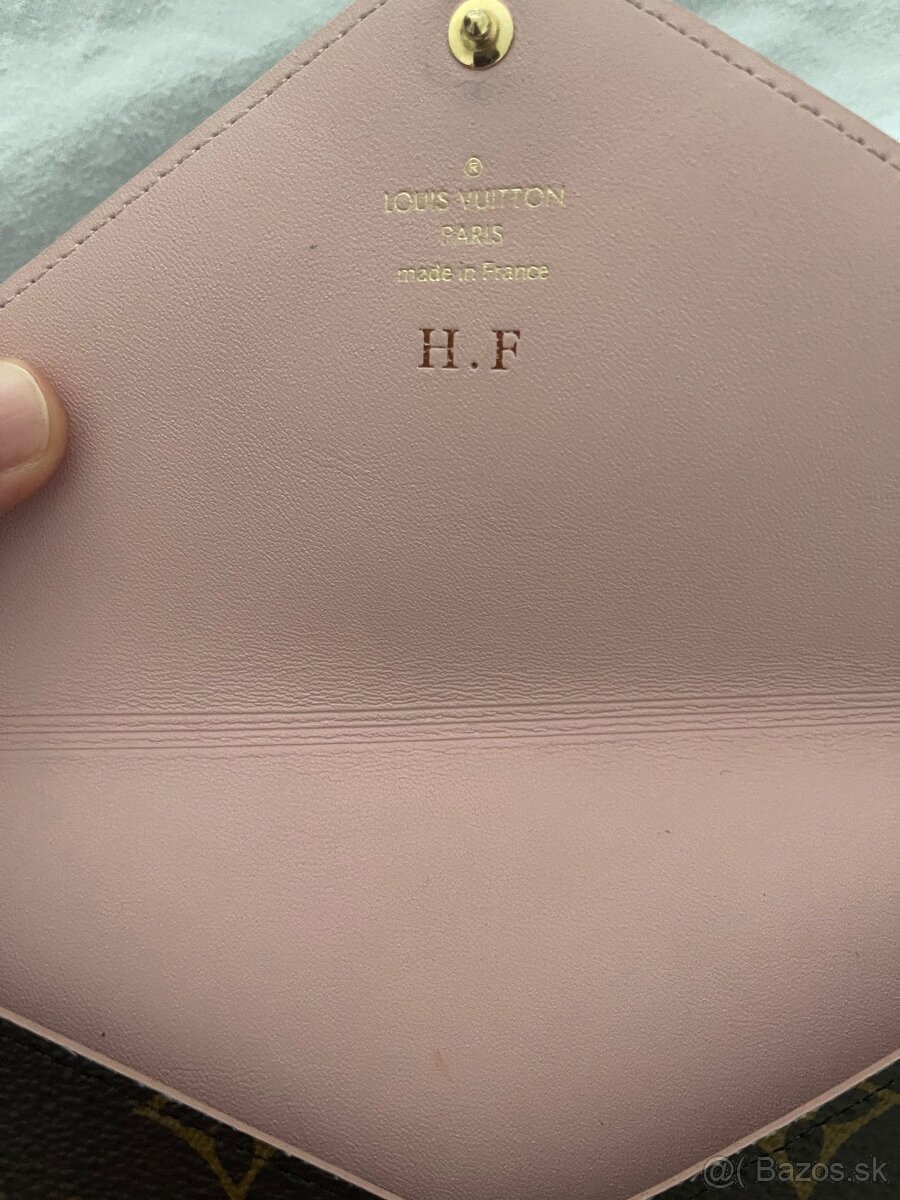 ®
LOUIS VUITTON
PARIS
made in France
H.F
@( Bazos.sk